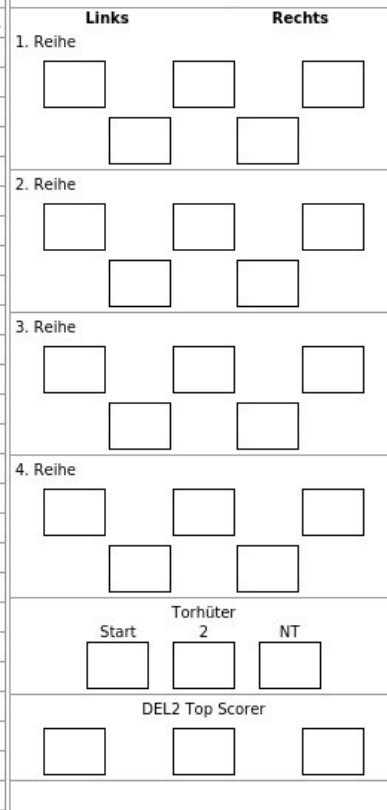 Links Rechts
1. Reihe
2. Reihe
3. Reihe
4. Reihe
Torhüter
Start 2 NT
DEL2 Top Scorer